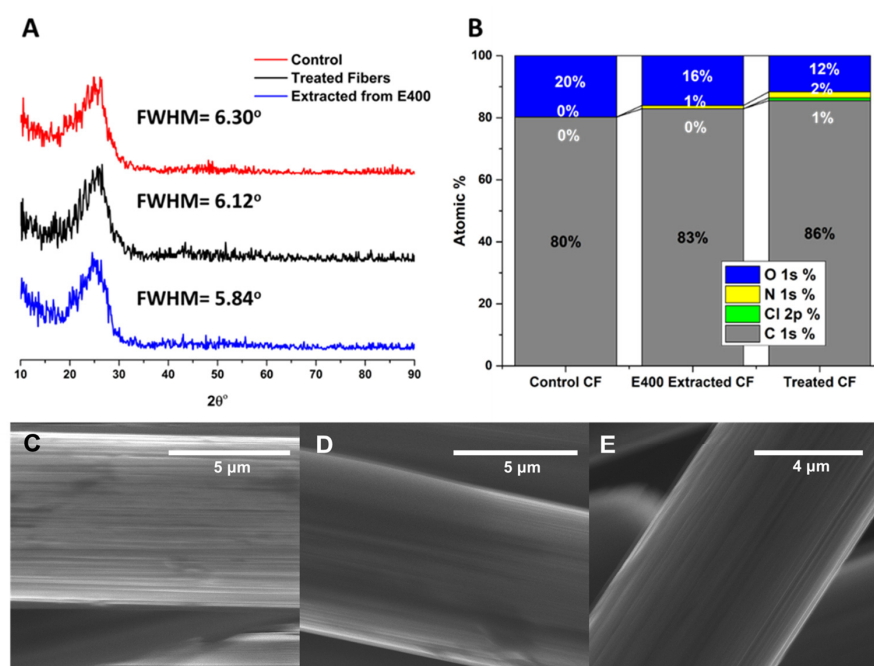 A
Control
Treated Fibers
Extracted from E400
FWHM= 6.30°
FWHM= 6.12°
FWHM= 5.84°
10 20 30 40 50 60 70 80 90
2θ°
B
100
80
60
40
20
0
Atomic %
20%
0%
0%
80%
16%
1%
0%
83%
12%
2%
1%
86%
O 1s %
N 1s %
Cl 2p %
C 1s %
Control CF E400 Extracted CF Treated CF
C
5 μm
D
5 μm
E
4 μm